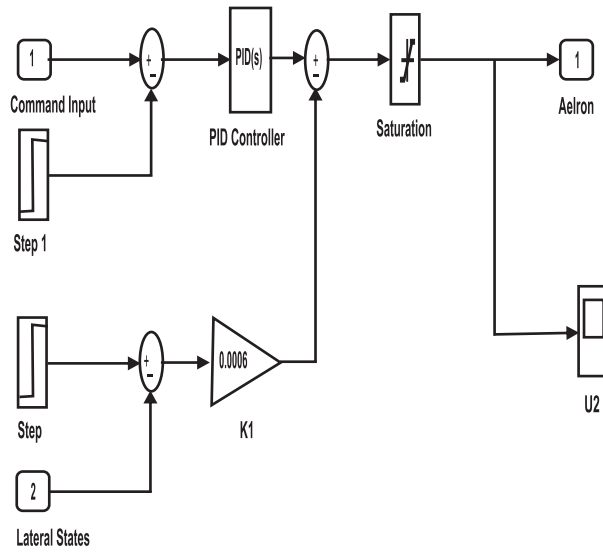 1
Command Input
+
−
PID(s)
PID Controller
+
−
Saturation
1
Aelron
Step 1
Step
+
−
0.0006
K1
U2
2
Lateral States